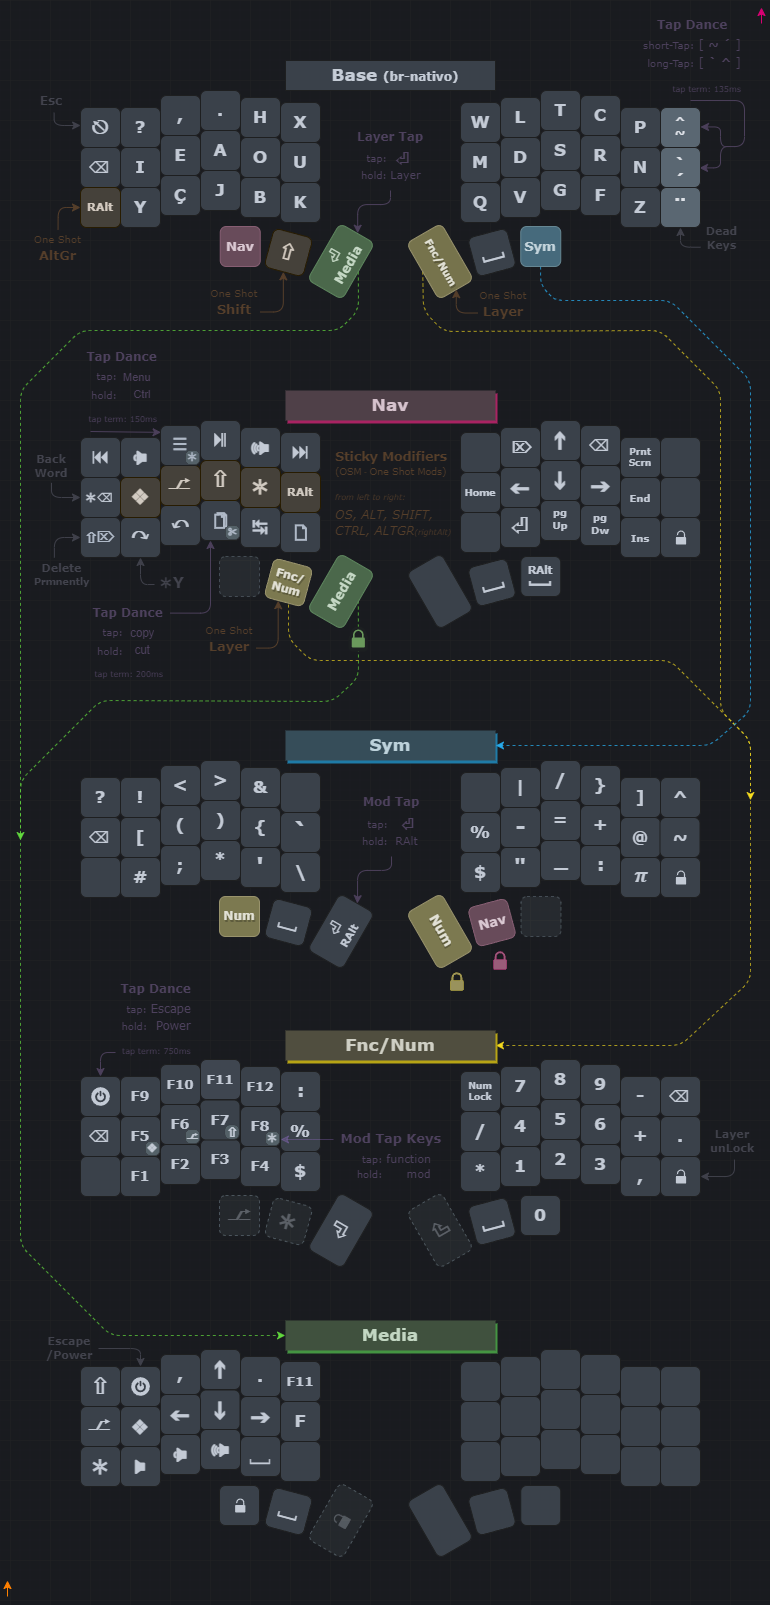 Tap Dance
short-Tap: [ ~ ´ ]
long-Tap: [ ` ^ ]
tap term: 135ms
Base (br-nativo)
Esc
? , . H X
W L T C P ^ ~
Layer Tap
tap:
hold: Layer
I E A O U
M D S R N ` ´
RAlt Y Ç J B K
Q V G F Z ¨
One Shot
AltGr
Dead
Keys
Nav
Media
Fnc/Num
Sym
One Shot
Shift
One Shot
Layer
Tap Dance
tap: Menu
hold: Ctrl
tap term: 150ms
Nav
Back
Word
Sticky Modifiers
(OSM - One Shot Mods)
from left to right:
OS, ALT, SHIFT,
CTRL, ALTGR(rightAlt)
RAlt
Prnt
Scrn
Home
End
pg
Up
pg
Dw
Ins
Delete
Prmnently
Y
Tap Dance
tap: copy
hold: cut
tap term: 200ms
Fnc/
Num
Media
RAlt
One Shot
Layer
Sym
? ! < > &
| / } ] ^
[ ( ) { `
% - = + @ ~
# ; * ' \
$ " _ : π
Mod Tap
tap:
hold: RAlt
Num
RAlt
Num
Nav
Tap Dance
tap: Escape
hold: Power
tap term: 750ms
Fnc/Num
F9 F10 F11 F12 :
Num
Lock
7 8 9 -
F5 F6 F7 F8 %
/ 4 5 6 + .
F1 F2 F3 F4 $
* 1 2 3 ,
Mod Tap Keys
tap: function
hold: mod
Layer
unLock
0
Media
Escape
/Power
, . F11
F